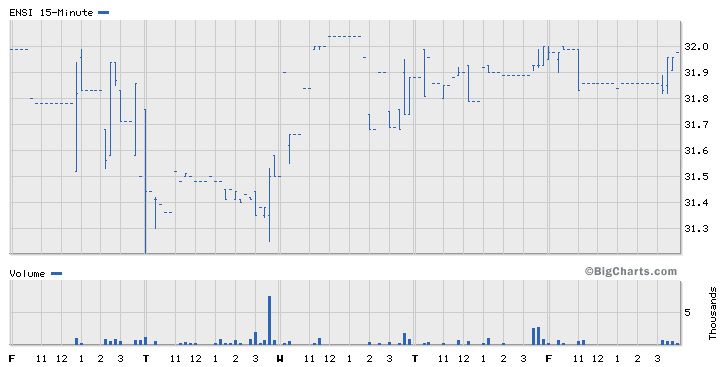 ENSI 15-Minute
32.0
31.9
31.8
31.7
31.6
31.5
31.4
31.3
Volume
©BigCharts.com
5
Thousands
F 11 12 1 2 3 T 11 12 1 2 3 W 11 12 1 2 3 T 11 12 1 2 3 F 11 12 1 2 3